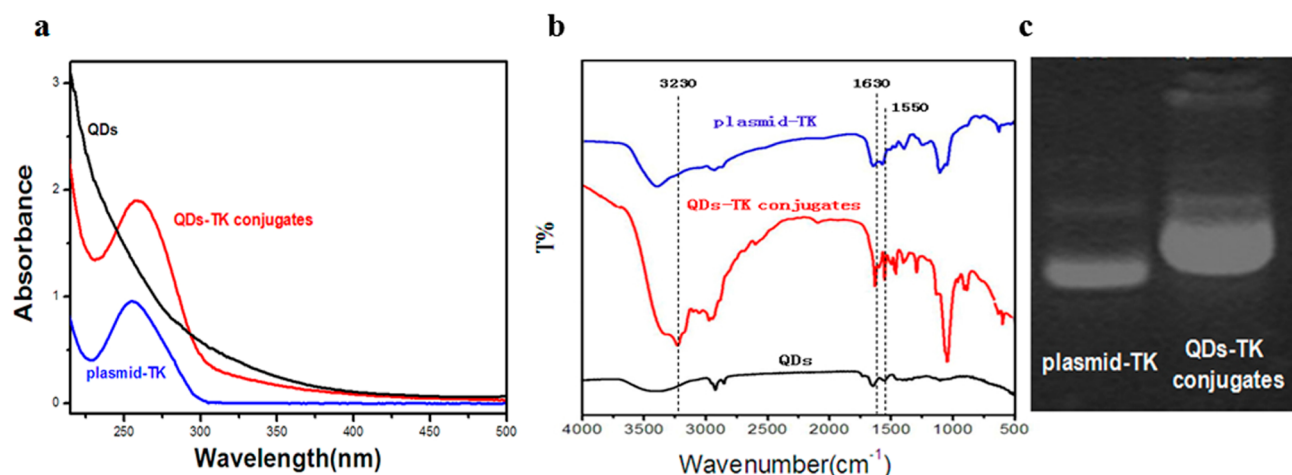 a
3
2
1
0
Absorbance
QDs
QDs-TK conjugates
plasmid-TK
250
300
350
400
450
500
Wavelength(nm)
b
3230
1630
1550
plasmid-TK
QDs-TK conjugates
QDs
T%
4000
3500
3000
2500
2000
1500
1000
500
Wavenumber(cm⁻¹)
c
plasmid-TK
QDs-TK
conjugates